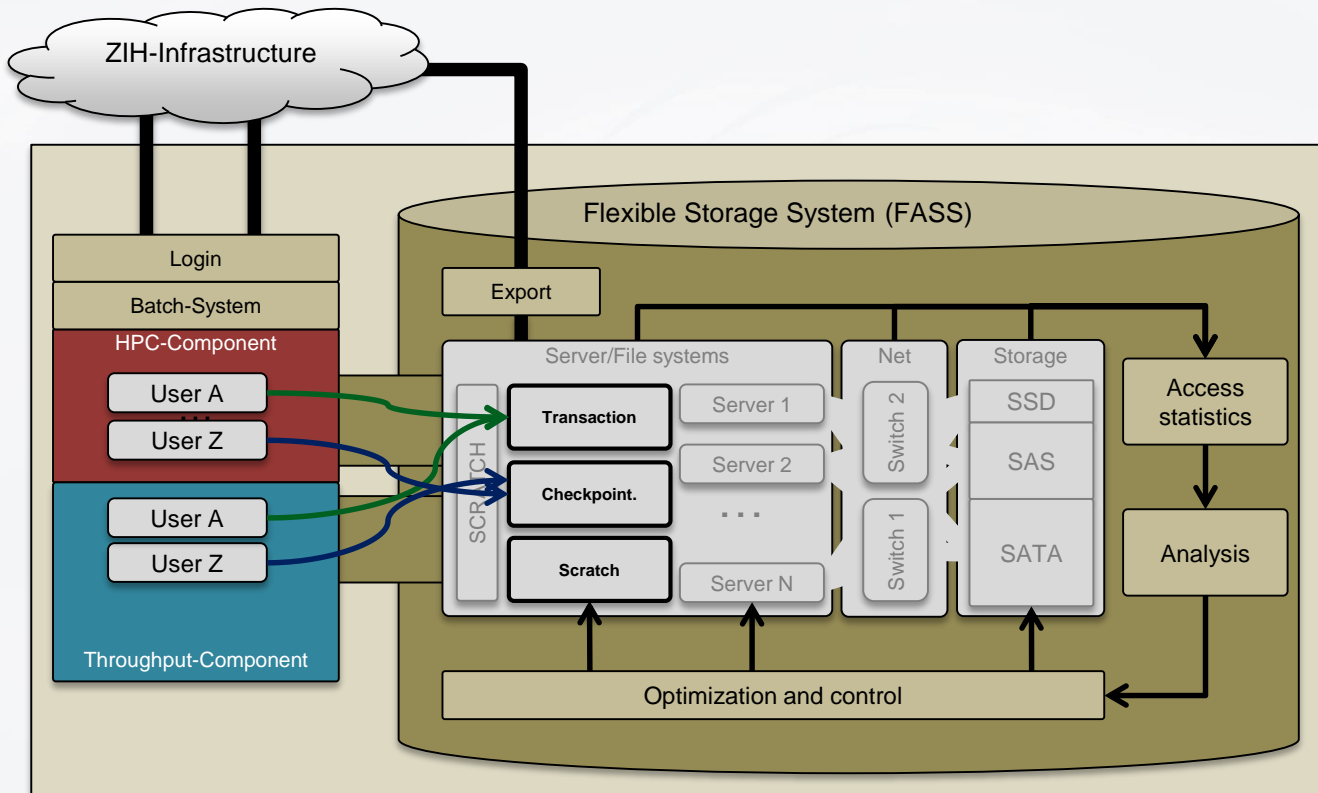 ZIH-Infrastructure
Flexible Storage System (FASS)
Login
Batch-System
HPC-Component
User A
...
User Z
User A
User Z
Throughput-Component
Export
Server/File systems
SCRATCH
Transaction
Checkpoint.
Scratch
Server 1
Server 2
...
Server N
Net
Switch 2
Switch 1
Storage
SSD
SAS
SATA
Access
statistics
Analysis
Optimization and control